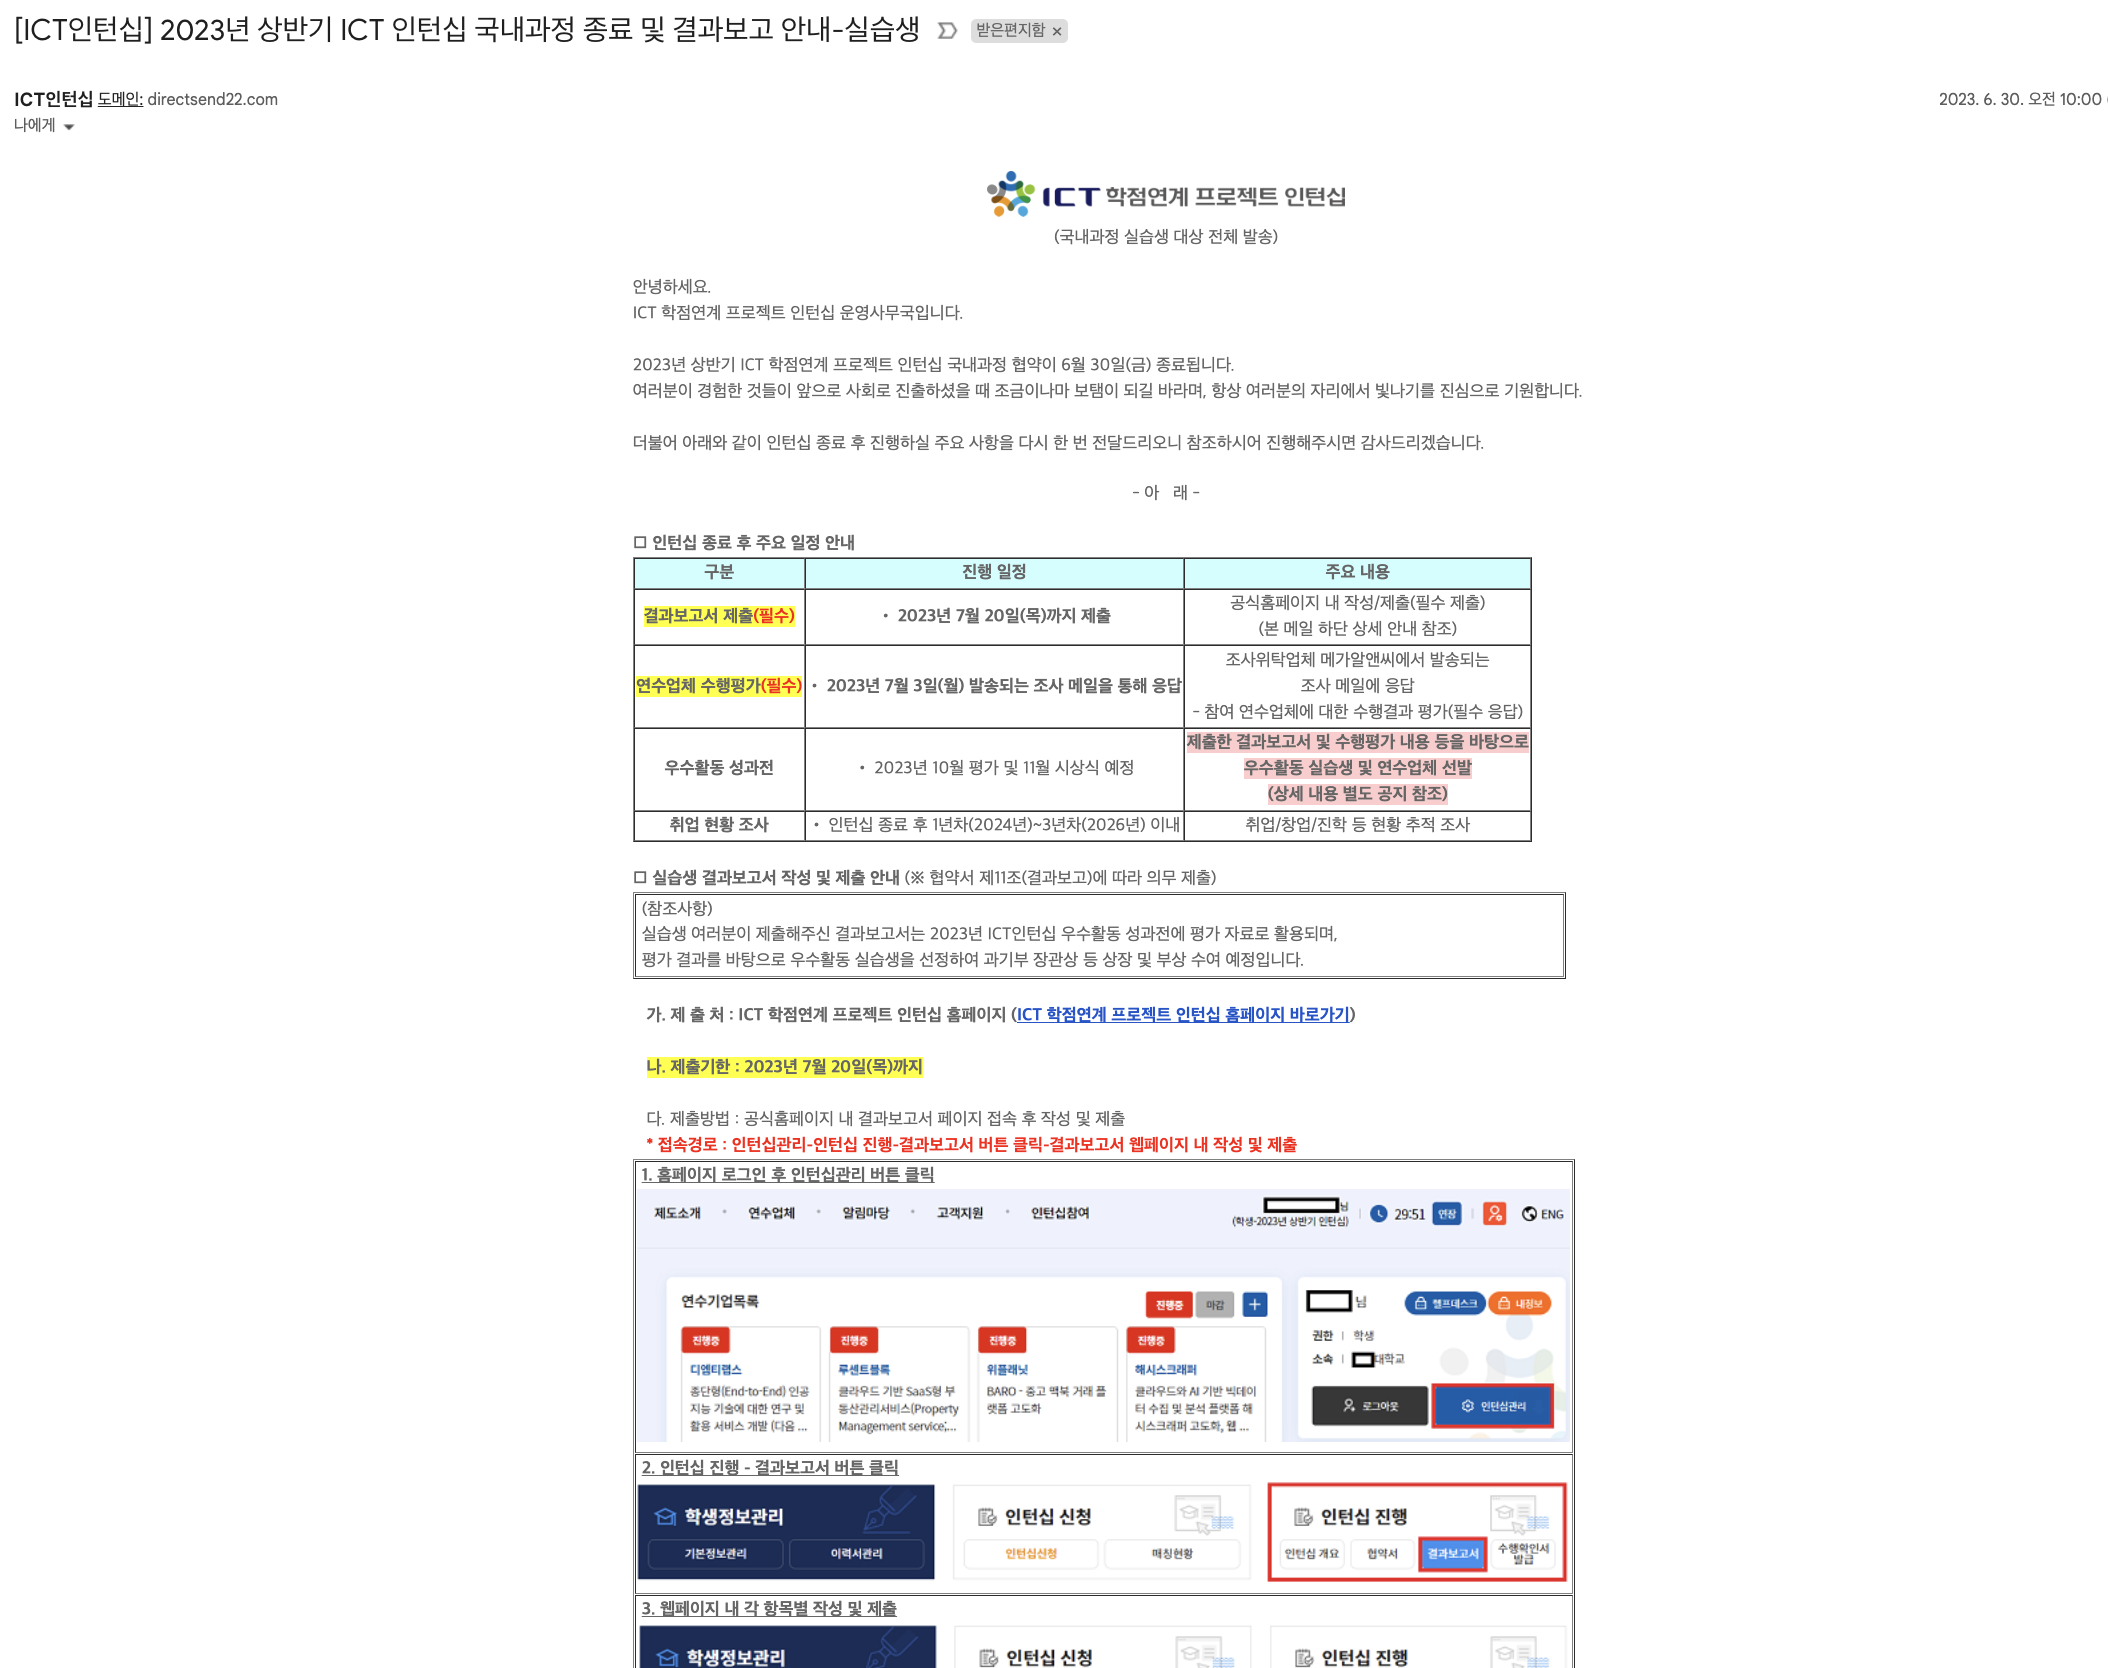 [ICT인턴십] 2023년 상반기 ICT 인턴십 국내과정 종료 및 결과보고 안내-실습생 받은편지함 ×
ICT인턴십 도메인: directsend22.com
2023. 6. 30. 오전 10:00
나에게
ICT 학점연계 프로젝트 인턴십
(국내과정 실습생 대상 전체 발송)
안녕하세요.
ICT 학점연계 프로젝트 인턴십 운영사무국입니다.
2023년 상반기 ICT 학점연계 프로젝트 인턴십 국내과정 협약이 6월 30일(금) 종료됩니다.
여러분이 경험한 것들이 앞으로 사회로 진출하셨을 때 조금이나마 보탬이 되길 바라며, 항상 여러분의 자리에서 빛나기를 진심으로 기원합니다.
더불어 아래와 같이 인턴십 종료 후 진행하실 주요 사항을 다시 한 번 전달드리오니 참조하시어 진행해주시면 감사드리겠습니다.
- 아 래 -
□ 인턴십 종료 후 주요 일정 안내
구분 진행 일정 주요 내용
결과보고서 제출(필수)
• 2023년 7월 20일(목)까지 제출
공식홈페이지 내 작성/제출(필수 제출)
(본 메일 하단 상세 안내 참조)
연수업체 수행평가(필수)
• 2023년 7월 3일(월) 발송되는 조사 메일을 통해 응답
조사위탁업체 메가알앤씨에서 발송되는
조사 메일에 응답
- 참여 연수업체에 대한 수행결과 평가(필수 응답)
우수활동 성과전
• 2023년 10월 평가 및 11월 시상식 예정
제출한 결과보고서 및 수행평가 내용 등을 바탕으로
우수활동 실습생 및 연수업체 선발
(상세 내용 별도 공지 참조)
취업 현황 조사
• 인턴십 종료 후 1년차(2024년)~3년차(2026년) 이내
취업/창업/진학 등 현황 추적 조사
□ 실습생 결과보고서 작성 및 제출 안내 (※ 협약서 제11조(결과보고)에 따라 의무 제출)
(참조사항)
실습생 여러분이 제출해주신 결과보고서는 2023년 ICT인턴십 우수활동 성과전에 평가 자료로 활용되며,
평가 결과를 바탕으로 우수활동 실습생을 선정하여 과기부 장관상 등 상장 및 부상 수여 예정입니다.
가. 제 출 처 : ICT 학점연계 프로젝트 인턴십 홈페이지 (ICT 학점연계 프로젝트 인턴십 홈페이지 바로가기)
나. 제출기한 : 2023년 7월 20일(목)까지
다. 제출방법 : 공식홈페이지 내 결과보고서 페이지 접속 후 작성 및 제출
* 접속경로 : 인턴십관리-인턴십 진행-결과보고서 버튼 클릭-결과보고서 웹페이지 내 작성 및 제출
1. 홈페이지 로그인 후 인턴십관리 버튼 클릭
제도소개 • 연수업체 • 알림마당 • 고객지원 • 인턴십참여
님
(학생-2023년 상반기 인턴십)
29:51 연장 ENG
연수기업목록 진행중 마감 +
진행중 진행중 진행중 진행중
디엠티랩스 루센트블록 위플래닛 해시스크래퍼
종단형(End-to-End) 인공
지능 기술에 대한 연구 및
활용 서비스 개발 (다음 ...
클라우드 기반 SaaS형 부
동산관리서비스(Property
Management service;...
BARO - 중고 맥북 거래 플
랫폼 고도화
클라우드와 AI 기반 빅데이
터 수집 및 분석 플랫폼 해
시스크래퍼 고도화, 웹 ...
님 헬프데스크 내정보
권한 | 학생
소속 | 대학교
로그아웃 인턴십관리
2. 인턴십 진행 - 결과보고서 버튼 클릭
학생정보관리
기본정보관리 이력서관리
인턴십 신청
인턴십신청 매칭현황
인턴십 진행
인턴십 개요 협약서 결과보고서 수행확인서
발급
3. 웹페이지 내 각 항목별 작성 및 제출
학생정보관리 인턴십 신청 인턴십 진행